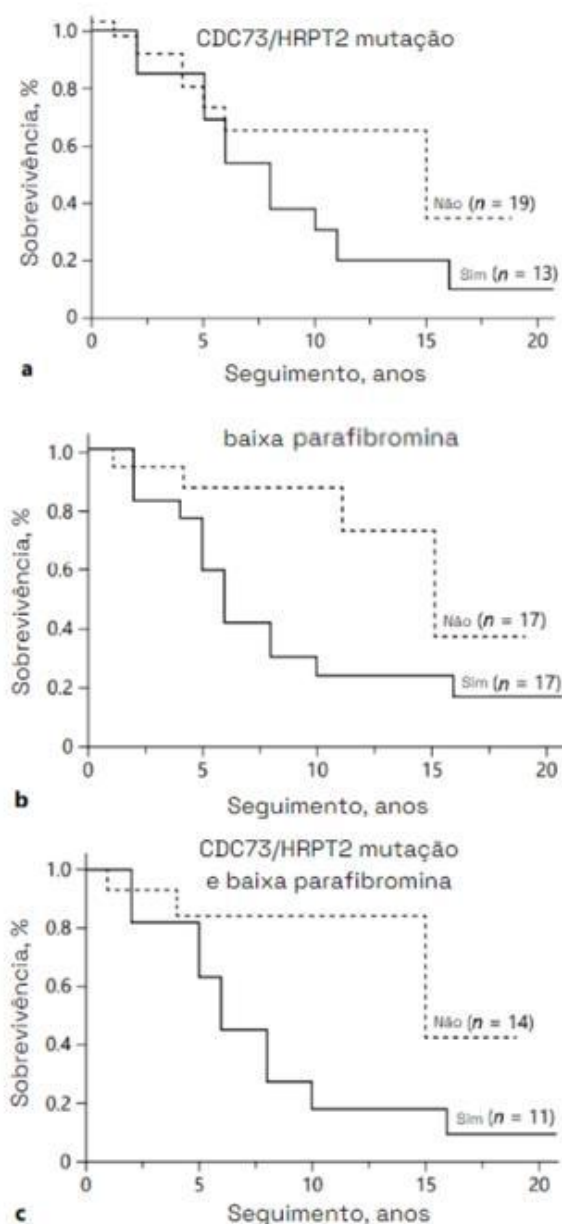 CDC73/HRPT2 mutação
Sobrevivência, %
1.0
0.8
0.6
0.4
0.2
0
Não (n = 19)
Sim (n = 13)
0 5 10 15 20
a
Seguimento, anos
baixa parafibromina
Sobrevivência, %
1.0
0.8
0.6
0.4
0.2
0
Não (n = 17)
Sim (n = 17)
0 5 10 15 20
b
Seguimento, anos
CDC73/HRPT2 mutação
e baixa parafibromina
Sobrevivência, %
1.0
0.8
0.6
0.4
0.2
0
Não (n = 14)
Sim (n = 11)
0 5 10 15 20
c
Seguimento, anos